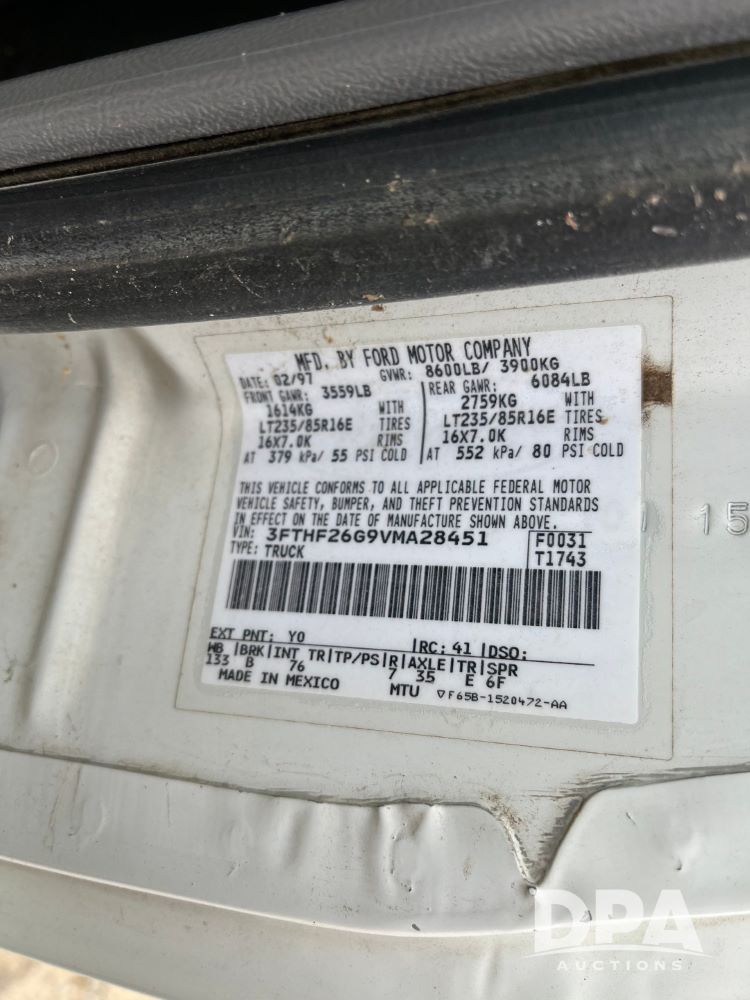 MFD. BY FORD MOTOR COMPANY
DATE: 02/97 GVWR: 8600LB/ 3900KG
FRONT GAWR: 3559LB REAR GAWR: 6084LB
1614KG WITH 2759KG WITH
LT235/85R16E TIRES LT235/85R16E TIRES
16X7.0K RIMS 16X7.0K RIMS
AT 379 kPa/ 55 PSI COLD AT 552 kPa/ 80 PSI COLD
THIS VEHICLE CONFORMS TO ALL APPLICABLE FEDERAL MOTOR
VEHICLE SAFETY, BUMPER, AND THEFT PREVENTION STANDARDS
IN EFFECT ON THE DATE OF MANUFACTURE SHOWN ABOVE.
VIN: 3FTHF26G9VMA28451 F0031
TYPE: TRUCK T1743
EXT PNT: Y0 RC: 41 DSO:
WB BRK INT TR TP/PS R AXLE TR SPR
133 B 76 7 35 E 6F
MADE IN MEXICO MTU ▽F65B-1520472-AA
15
DPA
AUCTIONS